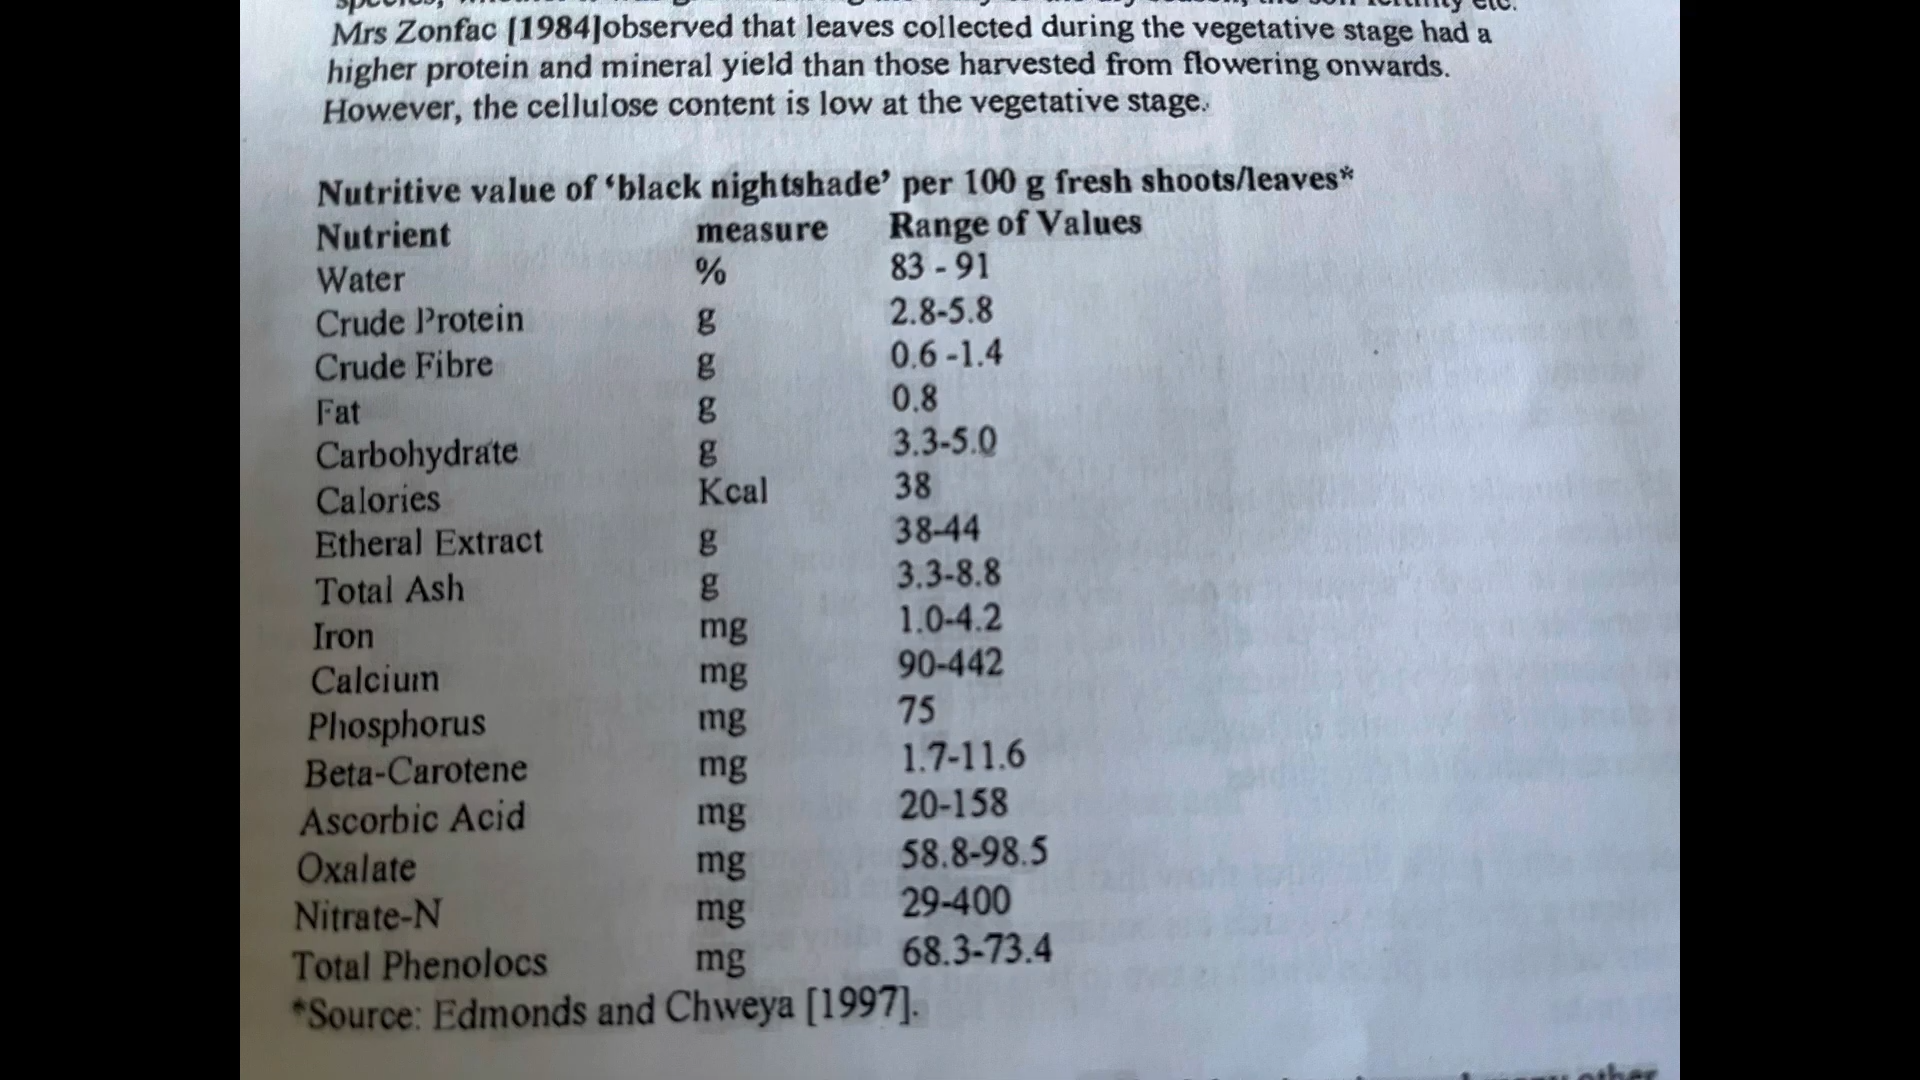 species, 
Mrs Zonfac [1984]observed that leaves collected during the vegetative stage had a
higher protein and mineral yield than those harvested from flowering onwards.
However, the cellulose content is low at the vegetative stage.
Nutritive value of ‘black nightshade’ per 100 g fresh shoots/leaves*
Nutrient measure Range of Values
Water % 83 - 91
Crude Protein g 2.8-5.8
Crude Fibre g 0.6 -1.4
Fat g 0.8
Carbohydrate g 3.3-5.0
Calories Kcal 38
Etheral Extract g 38-44
Total Ash g 3.3-8.8
Iron mg 1.0-4.2
Calcium mg 90-442
Phosphorus mg 75
Beta-Carotene mg 1.7-11.6
Ascorbic Acid mg 20-158
Oxalate mg 58.8-98.5
Nitrate-N mg 29-400
Total Phenolocs mg 68.3-73.4
*Source: Edmonds and Chweya [1997].
other